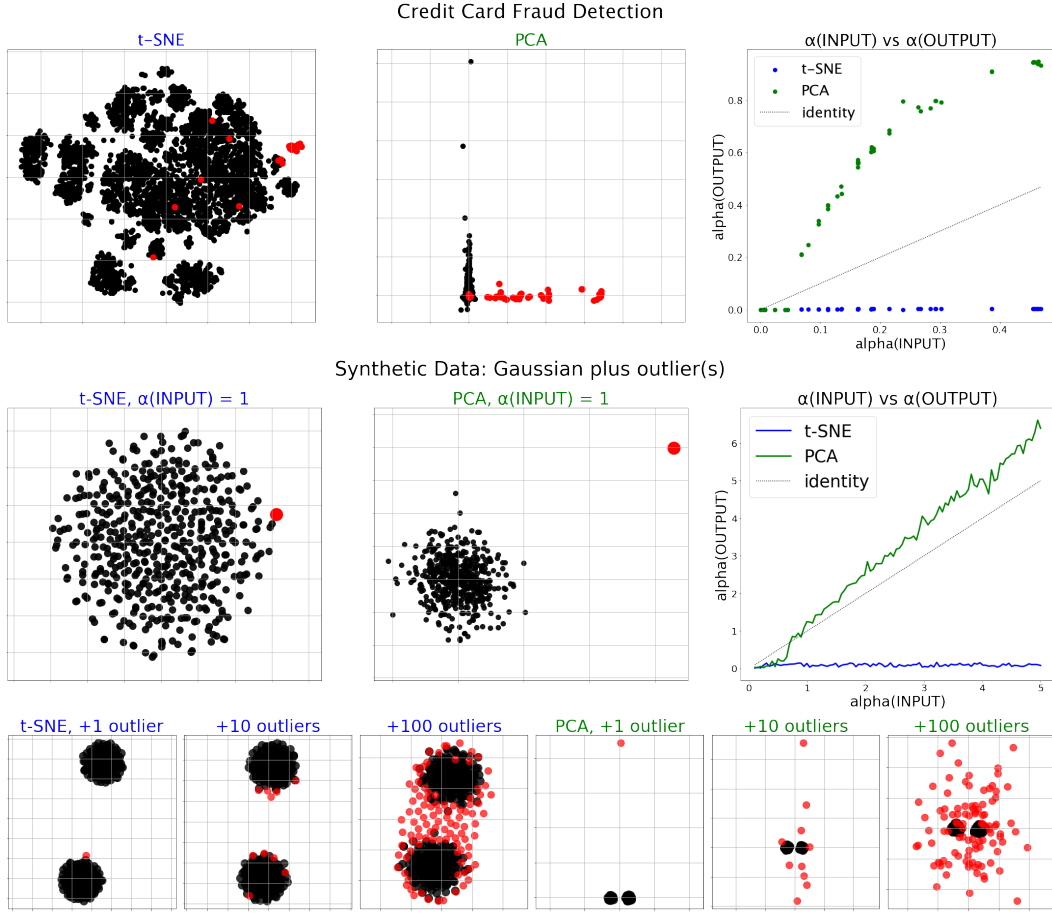 Credit Card Fraud Detection
t−SNE
PCA
α(INPUT) vs α(OUTPUT)
t−SNE
PCA
identity
alpha(OUTPUT)
0.8
0.6
0.4
0.2
0.0
0.0 0.1 0.2 0.3 0.4
alpha(INPUT)
Synthetic Data: Gaussian plus outlier(s)
t-SNE, α(INPUT) = 1
PCA, α(INPUT) = 1
α(INPUT) vs α(OUTPUT)
t-SNE
PCA
identity
alpha(OUTPUT)
6
5
4
3
2
1
0
0 1 2 3 4 5
alpha(INPUT)
t-SNE, +1 outlier
+10 outliers
+100 outliers
PCA, +1 outlier
+10 outliers
+100 outliers